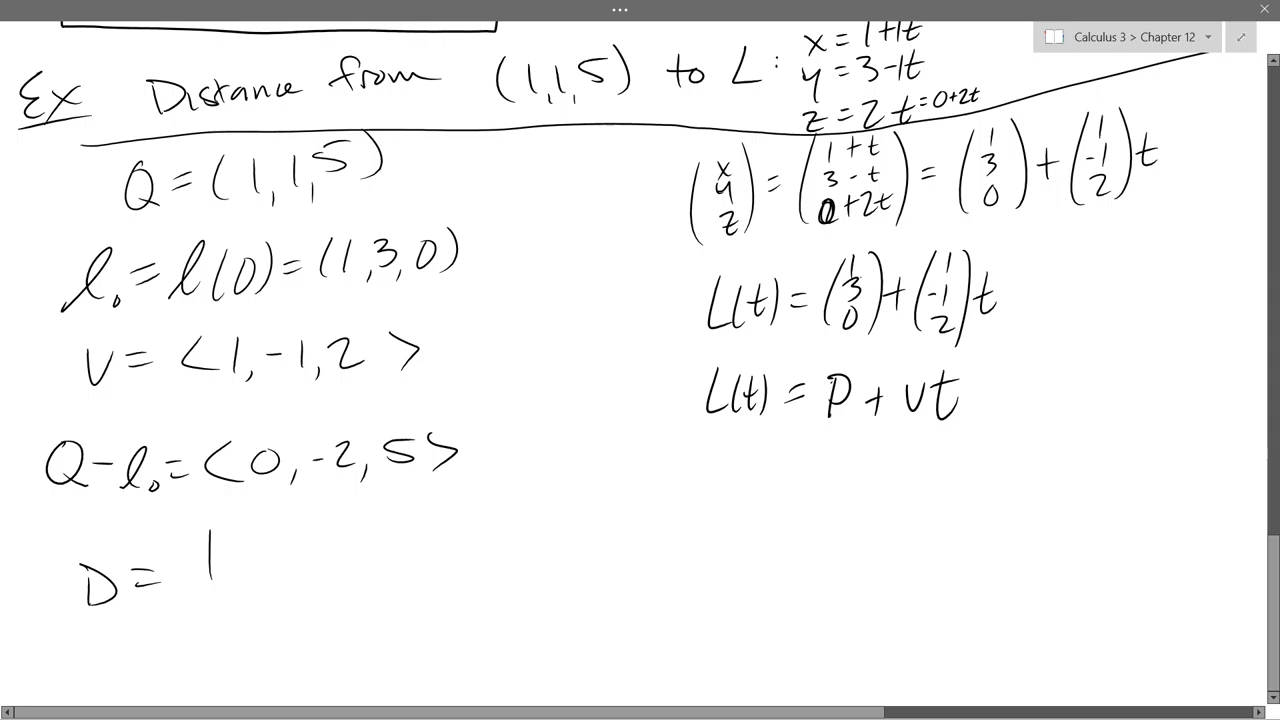 ...
Calculus 3 > Chapter 12
Ex Distance from (1,1,5) to L: x = 1+1t
y = 3-1t
z = 2t = 0+2t
Q = (1,1,5)
(x y z) = (1+t 3-t 0+2t) = (1 3 0) + (1 -1 2)t
l₀ = l(0) = (1,3,0)
L(t) = (1 3 0) + (1 -1 2)t
v = <1,-1,2>
L(t) = p + vt
Q-l₀ = <0,-2,5>
D = |